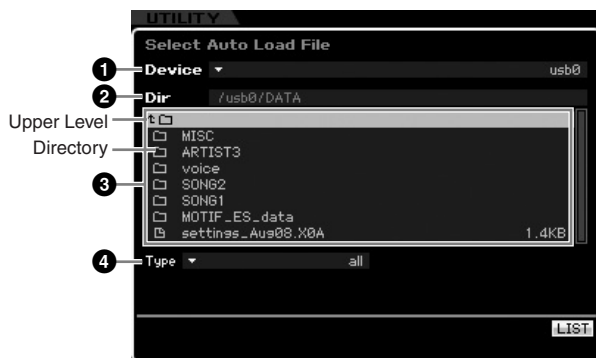 UTILITY
Select Auto Load File
1 Device usb0
2 Dir /usb0/DATA
Upper Level
MISC
Directory ARTIST3
voice
3 SONG2
SONG1
MOTIF_ES_data
settings_Aug08.X0A 1.4KB
4 Type all
LIST